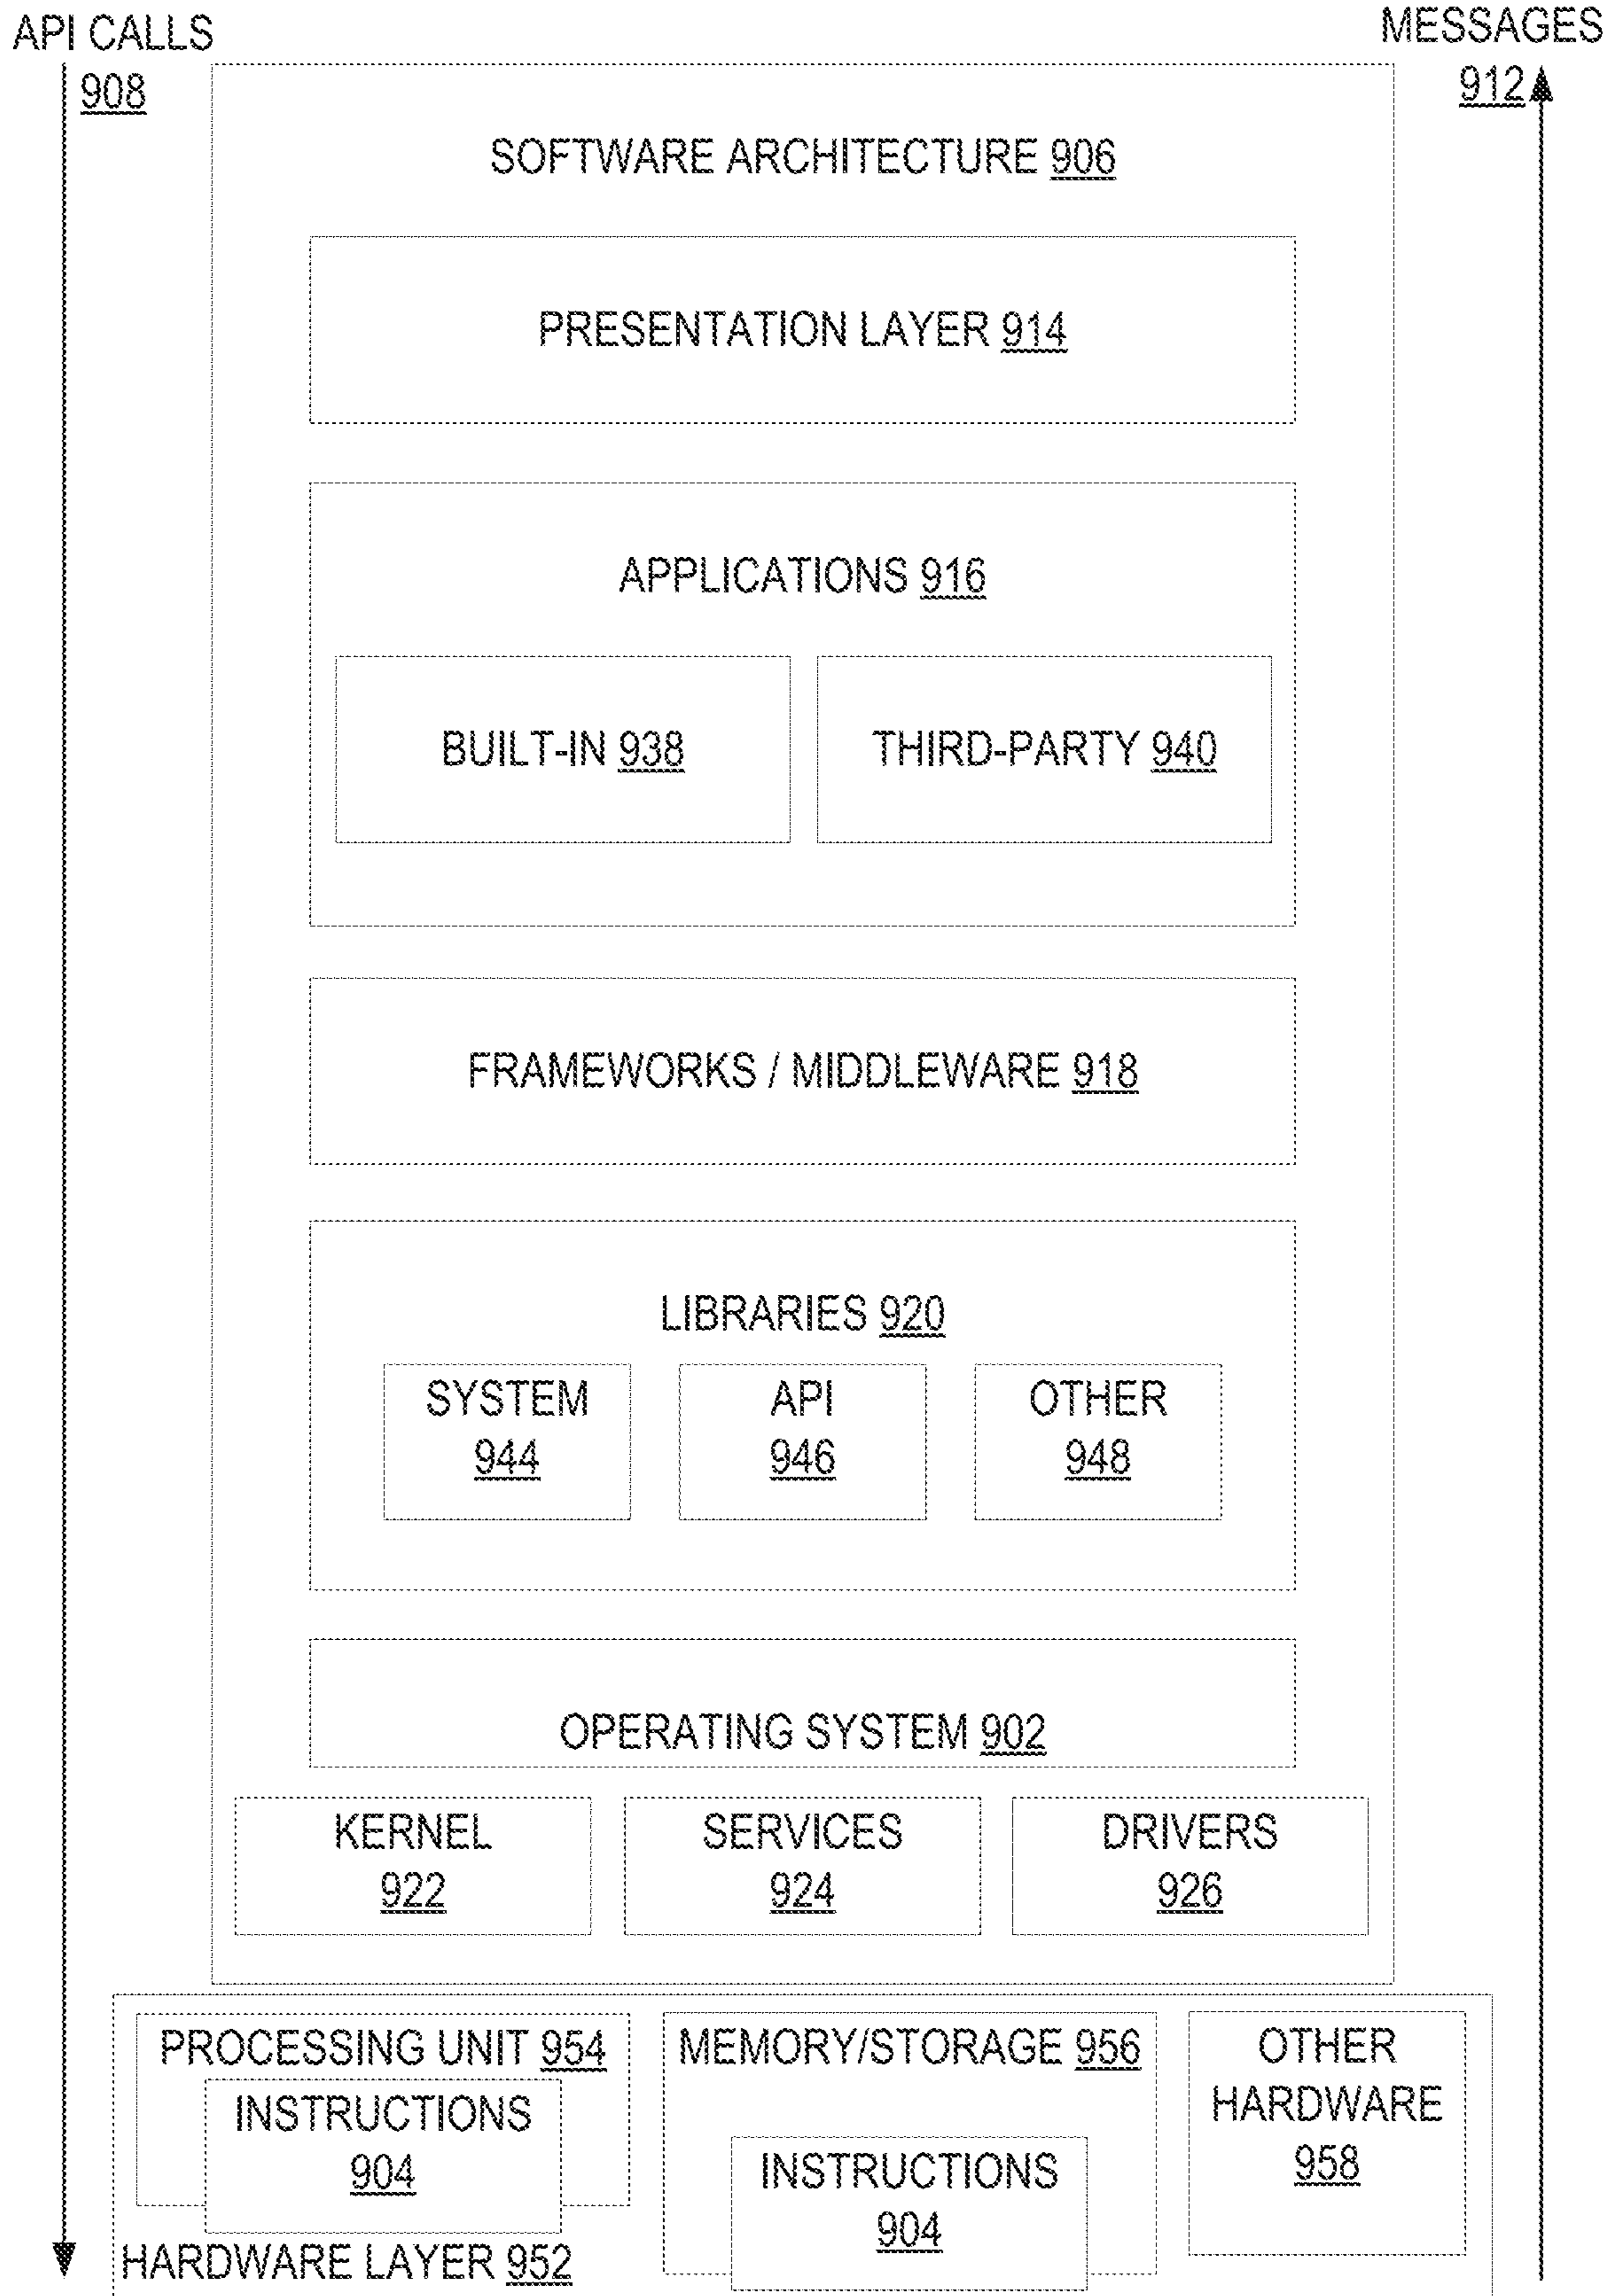 API CALLS
908
MESSAGES
912
SOFTWARE ARCHITECTURE 906
PRESENTATION LAYER 914
APPLICATIONS 916
BUILT-IN 938
THIRD-PARTY 940
FRAMEWORKS / MIDDLEWARE 918
LIBRARIES 920
SYSTEM
944
API
946
OTHER
948
OPERATING SYSTEM 902
KERNEL
922
SERVICES
924
DRIVERS
926
PROCESSING UNIT 954
INSTRUCTIONS
904
MEMORY/STORAGE 956
INSTRUCTIONS
904
OTHER
HARDWARE
958
HARDWARE LAYER 952